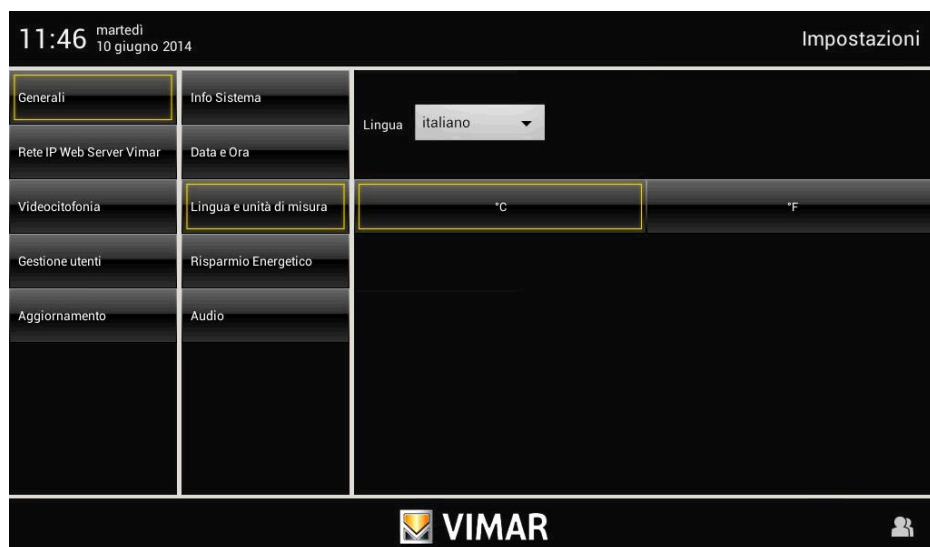 11:46
martedì
10 giugno 2014
Impostazioni
Generali
Rete IP Web Server Vimar
Videocitofonia
Gestione utenti
Aggiornamento
Info Sistema
Data e Ora
Lingua e unità di misura
Risparmio Energetico
Audio
Lingua
italiano
°C
°F
VIMAR